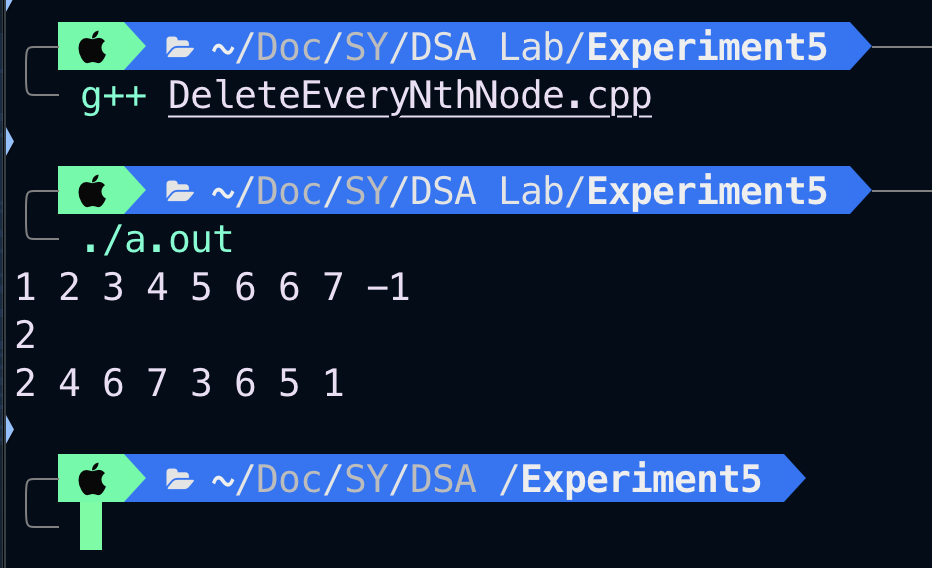 ~/Doc/SY/DSA Lab/Experiment5
g++ DeleteEveryNthNode.cpp
~/Doc/SY/DSA Lab/Experiment5
./a.out
1 2 3 4 5 6 6 7 -1
2
2 4 6 7 3 6 5 1
~/Doc/SY/DSA /Experiment5